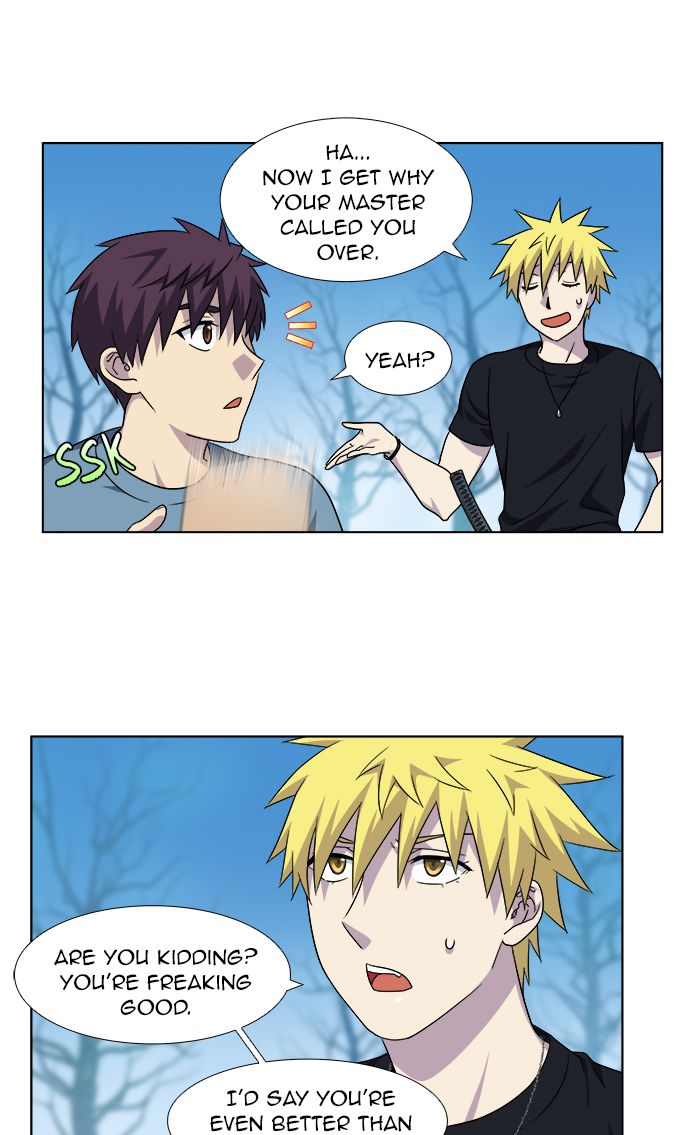 HA...
NOW I GET WHY
YOUR MASTER
CALLED YOU
OVER.
YEAH?
SSK
ARE YOU KIDDING?
YOU'RE FREAKING
GOOD.
I'D SAY YOU'RE
EVEN BETTER THAN